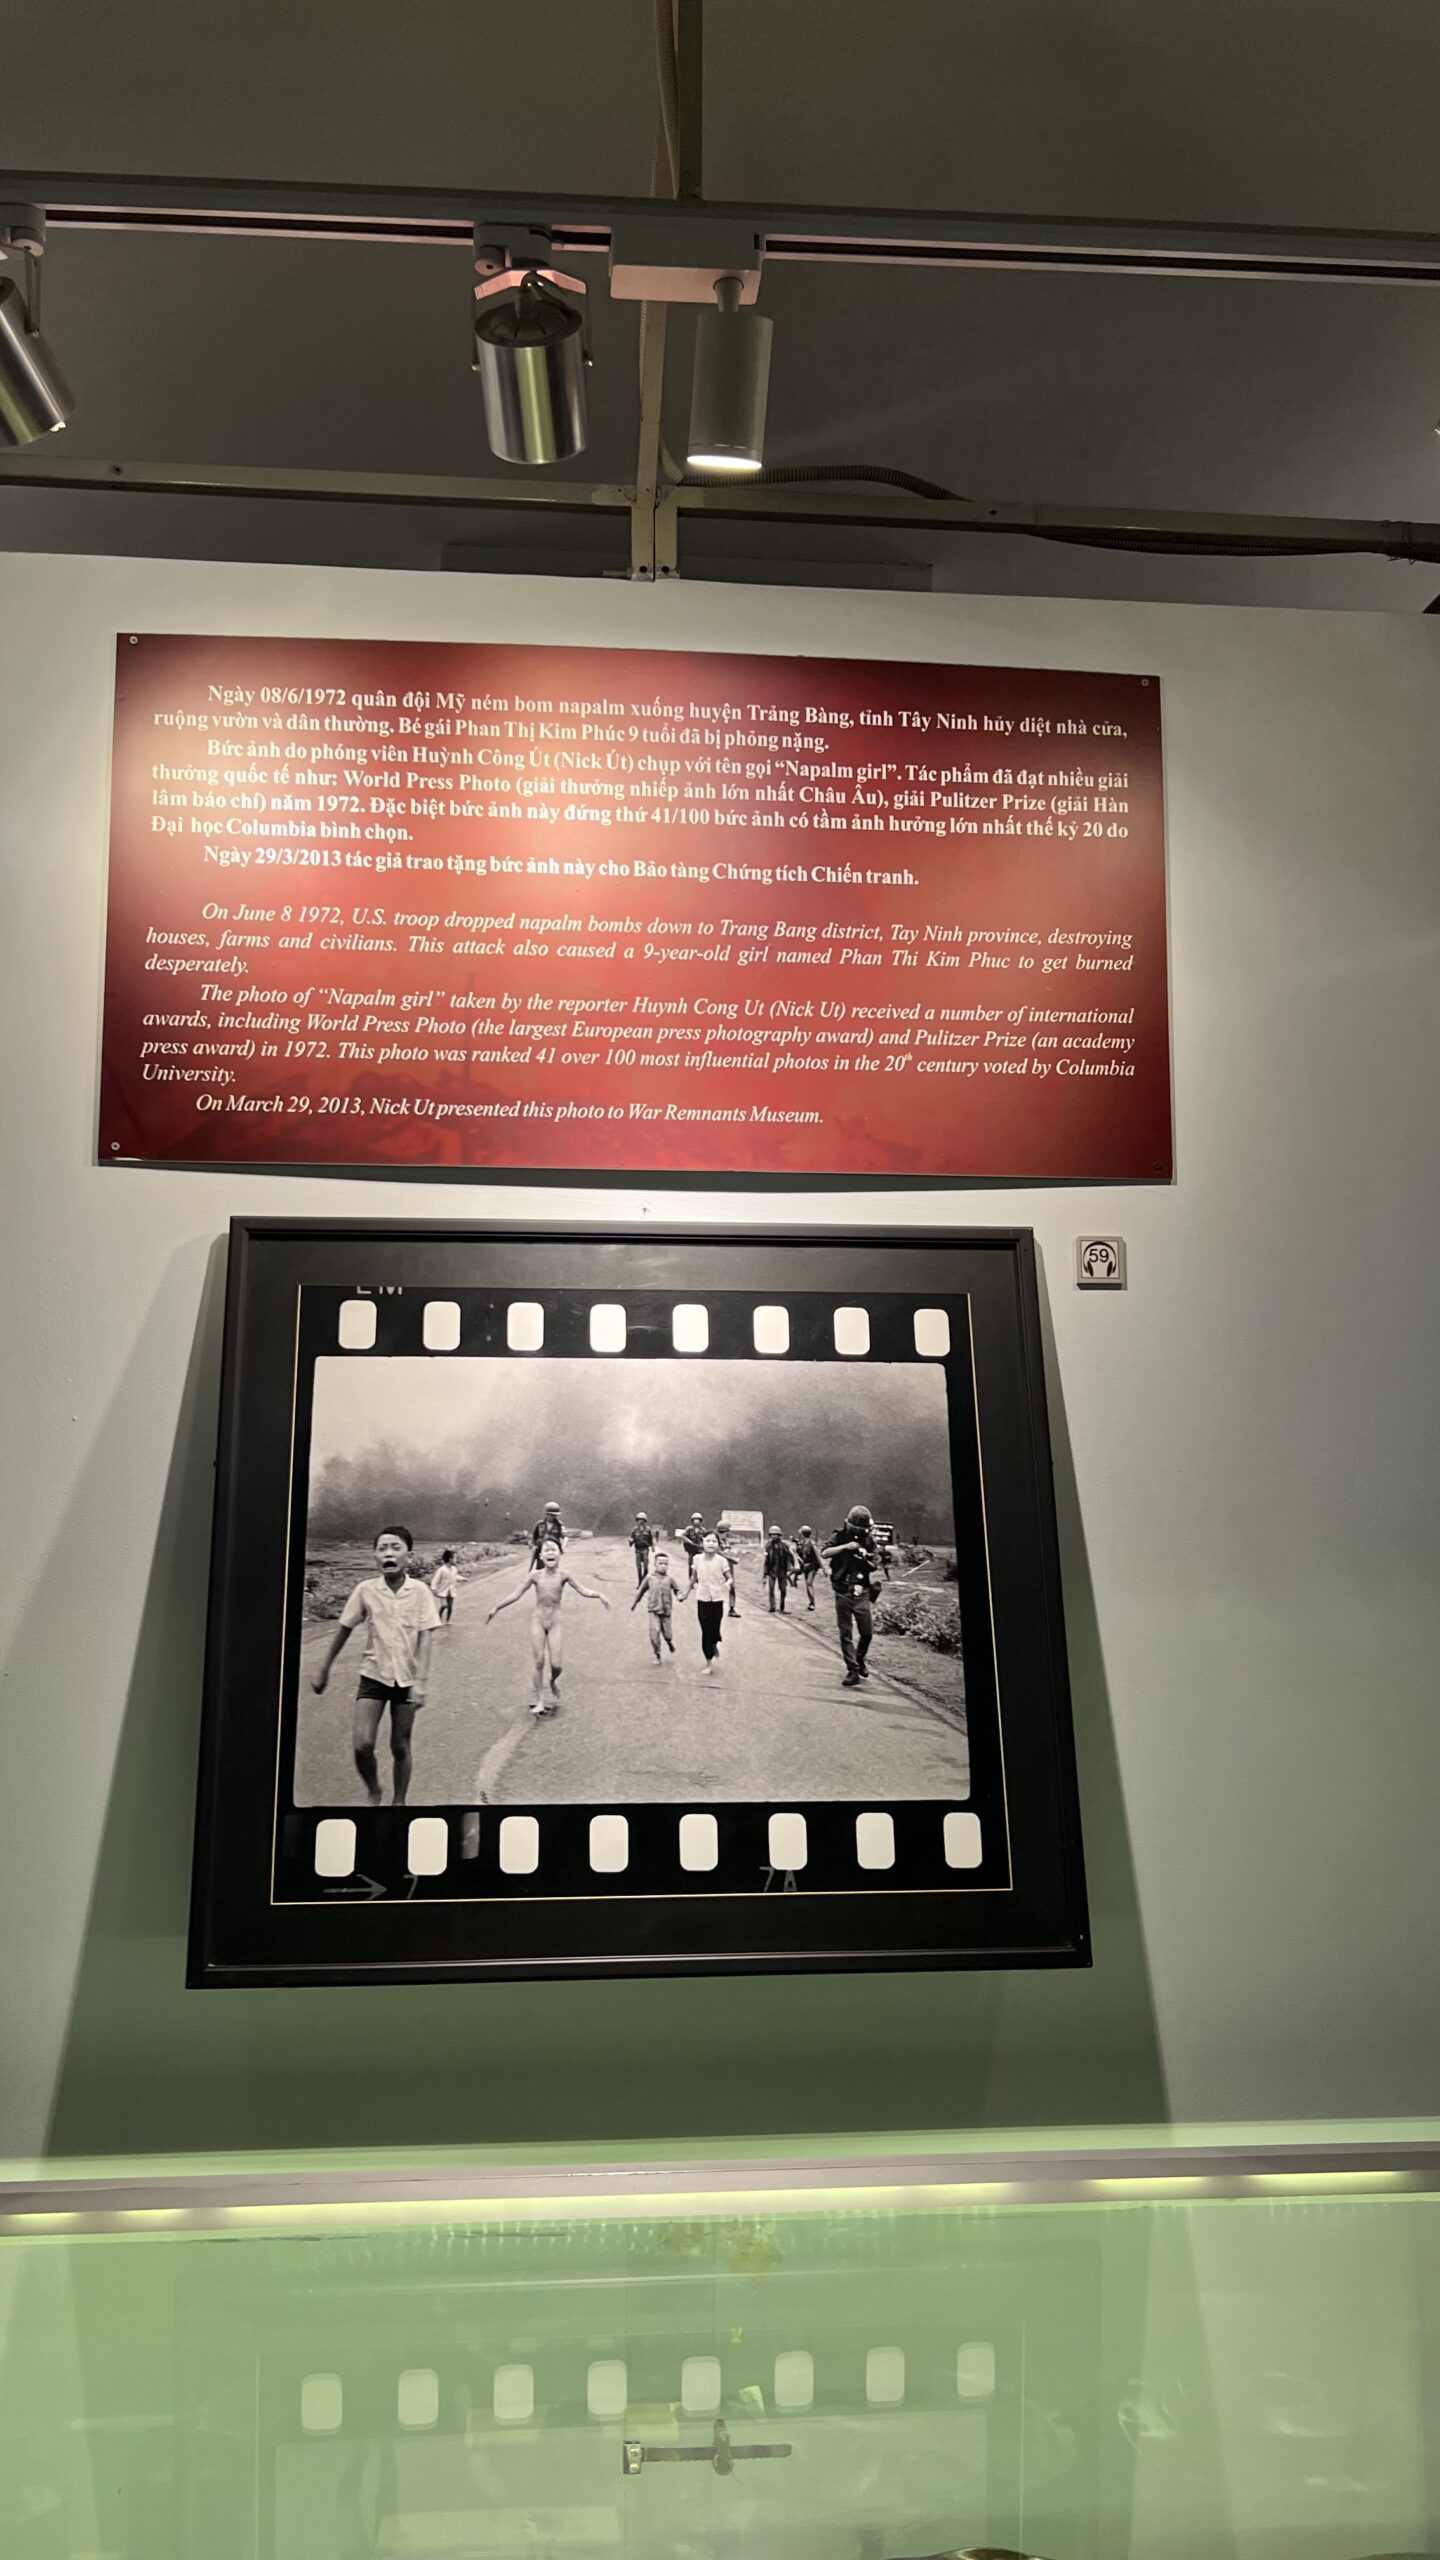 Ngày 08/6/1972 quân đội Mỹ ném bom napalm xuống huyện Trảng Bàng, tỉnh Tây Ninh hủy diệt nhà cửa,
ruộng vườn và dân thường. Bé gái Phan Thị Kim Phúc 9 tuổi đã bị phỏng nặng.
Bức ảnh do phóng viên Huỳnh Công Út (Nick Út) chụp với tên gọi “Napalm girl”. Tác phẩm đã đạt nhiều giải
thưởng quốc tế như: World Press Photo (giải thưởng nhiếp ảnh lớn nhất Châu Âu), giải Pulitzer Prize (giải Hàn
lâm báo chí) năm 1972. Đặc biệt bức ảnh này đứng thứ 41/100 bức ảnh có tầm ảnh hưởng lớn nhất thế kỷ 20 do
Đại học Columbia bình chọn.
Ngày 29/3/2013 tác giả trao tặng bức ảnh này cho Bảo tàng Chứng tích Chiến tranh.
On June 8 1972, U.S. troop dropped napalm bombs down to Trang Bang district, Tay Ninh province, destroying
houses, farms and civilians. This attack also caused a 9-year-old girl named Phan Thi Kim Phuc to get burned
desperately.
The photo of “Napalm girl” taken by the reporter Huynh Cong Ut (Nick Ut) received a number of international
awards, including World Press Photo (the largest European press photography award) and Pulitzer Prize (an academy
press award) in 1972. This photo was ranked 41 over 100 most influential photos in the 20th century voted by Columbia
University.
On March 29, 2013, Nick Ut presented this photo to War Remnants Museum.
59
7
7A